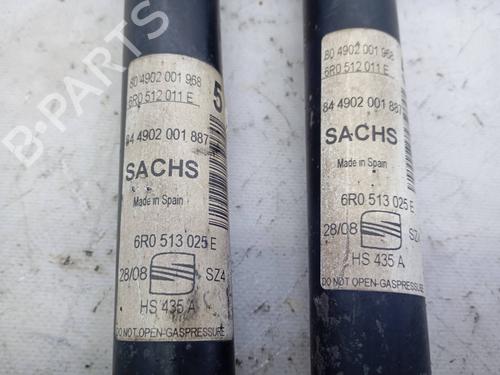 80 4902 001 968
6R0 512 011 E
5
84 4902 001 887
SACHS
Made in Spain
6R0 513 025 E
28/08
SZ4
HS 435 A
DO NOT OPEN-GASPRESSURE
80 4902 001 968
6R0 512 011 E
84 4902 001 887
SACHS
Made in Spain
6R0 513 025 E
28/08
SZ4
HS 435 A
DO NOT OPEN-GASPRESSURE
B-PARTS